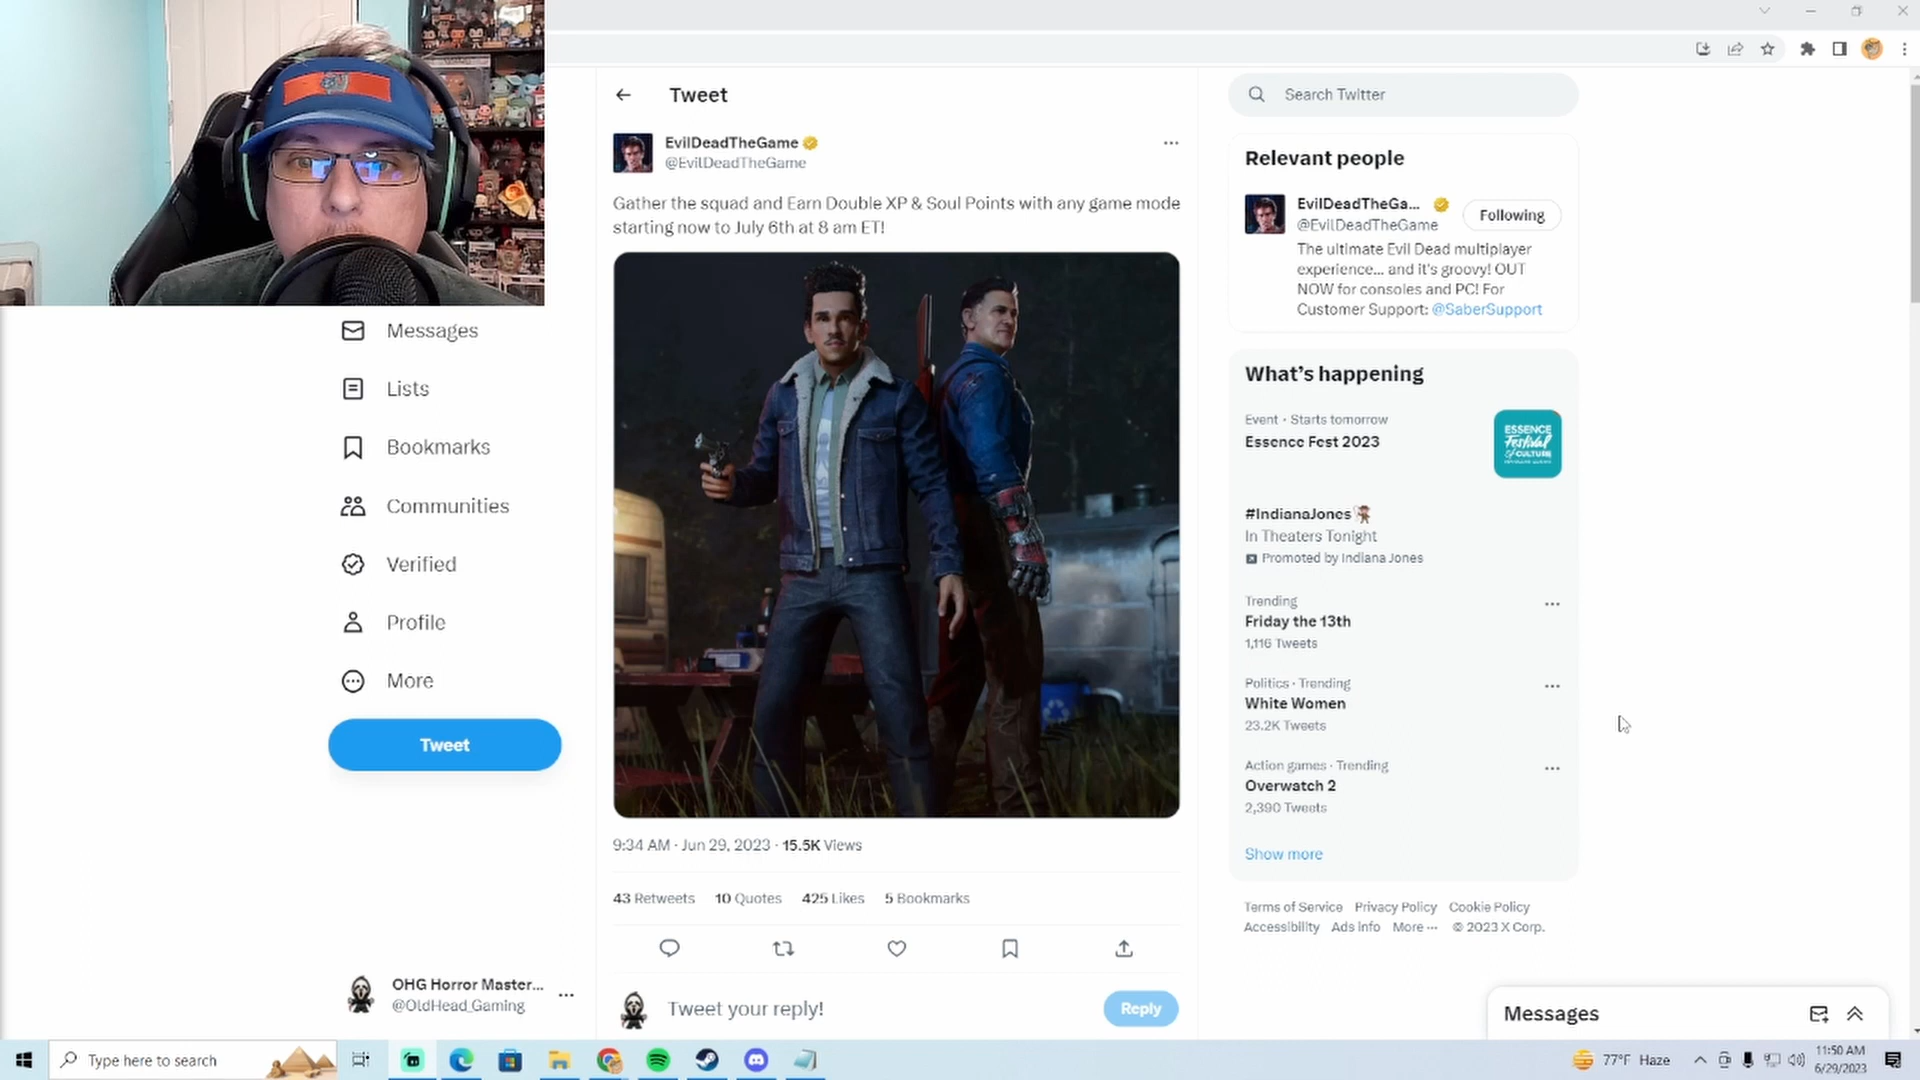 Tweet
Search Twitter
EvilDeadTheGame
@EvilDeadTheGame
Gather the squad and Earn Double XP & Soul Points with any game mode
starting now to July 6th at 8 am ET!
9:34 AM · Jun 29, 2023 · 15.5K Views
43 Retweets 10 Quotes 425 Likes 5 Bookmarks
Tweet your reply!
Reply
Messages
Lists
Bookmarks
Communities
Verified
Profile
More
Tweet
OHG Horror Master...
@OldHead_Gaming
Relevant people
EvilDeadTheGa...
@EvilDeadTheGame
Following
The ultimate Evil Dead multiplayer
experience... and it's groovy! OUT
NOW for consoles and PC! For
Customer Support: @SaberSupport
What's happening
Event · Starts tomorrow
Essence Fest 2023
ESSENCE
Festival
OF CULTURE
#IndianaJones
In Theaters Tonight
Promoted by Indiana Jones
Trending
Friday the 13th
1,116 Tweets
Politics · Trending
White Women
23.2K Tweets
Action games · Trending
Overwatch 2
2,390 Tweets
Show more
Terms of Service Privacy Policy Cookie Policy
Accessibility Ads info More ··· © 2023 X Corp.
Messages
Type here to search
77°F Haze
11:50 AM
6/29/2023